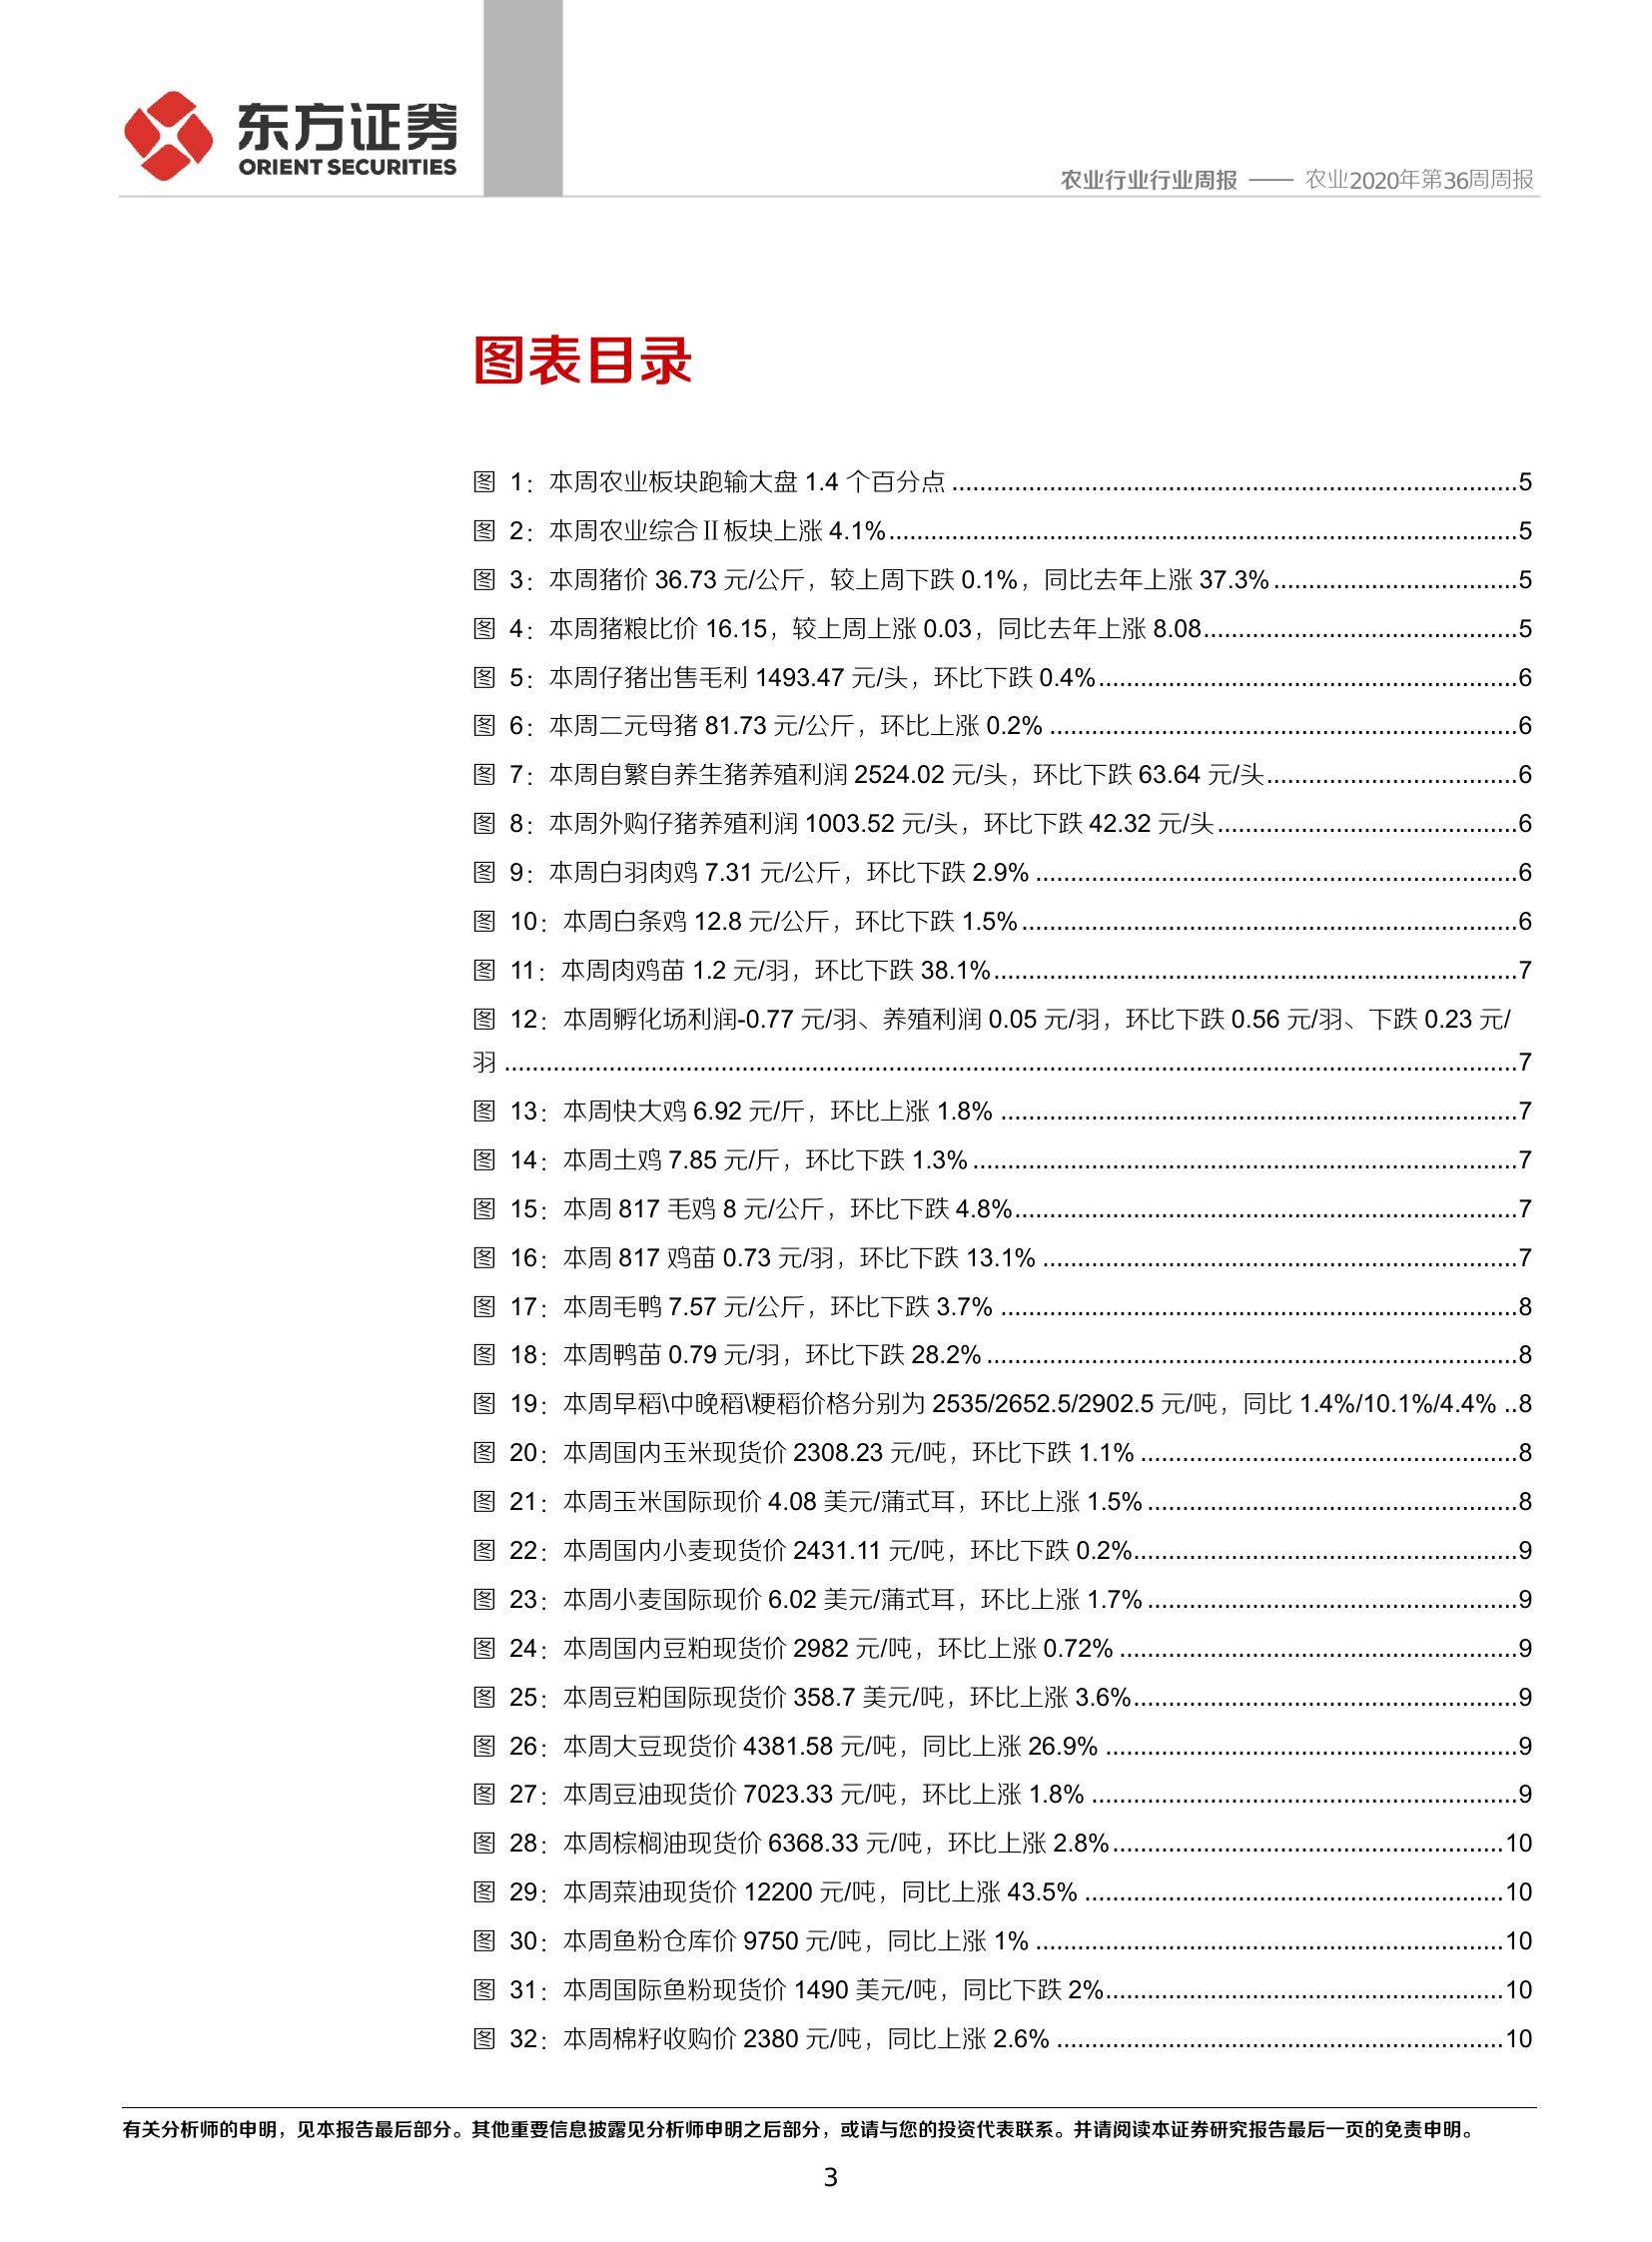 东方证券
ORIENT SECURITIES
农业行业行业周报 —— 农业2020年第36周周报
图表目录
图 1：本周农业板块跑输大盘 1.4 个百分点 ........................................5
图 2：本周农业综合Ⅱ板块上涨 4.1%........................................5
图 3：本周猪价 36.73 元/公斤，较上周下跌 0.1%，同比去年上涨 37.3%........................................5
图 4：本周猪粮比价 16.15，较上周上涨 0.03，同比去年上涨 8.08........................................5
图 5：本周仔猪出售毛利 1493.47 元/头，环比下跌 0.4%........................................6
图 6：本周二元母猪 81.73 元/公斤，环比上涨 0.2% ........................................6
图 7：本周自繁自养生猪养殖利润 2524.02 元/头，环比下跌 63.64 元/头........................................6
图 8：本周外购仔猪养殖利润 1003.52 元/头，环比下跌 42.32 元/头........................................6
图 9：本周白羽肉鸡 7.31 元/公斤，环比下跌 2.9% ........................................6
图 10：本周白条鸡 12.8 元/公斤，环比下跌 1.5%........................................6
图 11：本周肉鸡苗 1.2 元/羽，环比下跌 38.1%........................................7
图 12：本周孵化场利润-0.77 元/羽、养殖利润 0.05 元/羽，环比下跌 0.56 元/羽、下跌 0.23 元/
羽 ........................................7
图 13：本周快大鸡 6.92 元/斤，环比上涨 1.8% ........................................7
图 14：本周土鸡 7.85 元/斤，环比下跌 1.3% ........................................7
图 15：本周 817 毛鸡 8 元/公斤，环比下跌 4.8%........................................7
图 16：本周 817 鸡苗 0.73 元/羽，环比下跌 13.1% ........................................7
图 17：本周毛鸭 7.57 元/公斤，环比下跌 3.7% ........................................8
图 18：本周鸭苗 0.79 元/羽，环比下跌 28.2% ........................................8
图 19：本周早稻\中晚稻\粳稻价格分别为 2535/2652.5/2902.5 元/吨，同比 1.4%/10.1%/4.4% ..8
图 20：本周国内玉米现货价 2308.23 元/吨，环比下跌 1.1% ........................................8
图 21：本周玉米国际现价 4.08 美元/蒲式耳，环比上涨 1.5% ........................................8
图 22：本周国内小麦现货价 2431.11 元/吨，环比下跌 0.2%........................................9
图 23：本周小麦国际现价 6.02 美元/蒲式耳，环比上涨 1.7% ........................................9
图 24：本周国内豆粕现货价 2982 元/吨，环比上涨 0.72% ........................................9
图 25：本周豆粕国际现货价 358.7 美元/吨，环比上涨 3.6%........................................9
图 26：本周大豆现货价 4381.58 元/吨，同比上涨 26.9% ........................................9
图 27：本周豆油现货价 7023.33 元/吨，环比上涨 1.8% ........................................9
图 28：本周棕榈油现货价 6368.33 元/吨，环比上涨 2.8%........................................10
图 29：本周菜油现货价 12200 元/吨，同比上涨 43.5% ........................................10
图 30：本周鱼粉仓库价 9750 元/吨，同比上涨 1% ........................................10
图 31：本周国际鱼粉现货价 1490 美元/吨，同比下跌 2%........................................10
图 32：本周棉籽收购价 2380 元/吨，同比上涨 2.6% ........................................10
有关分析师的申明，见本报告最后部分。其他重要信息披露见分析师申明之后部分，或请与您的投资代表联系。并请阅读本证券研究报告最后一页的免责申明。
3